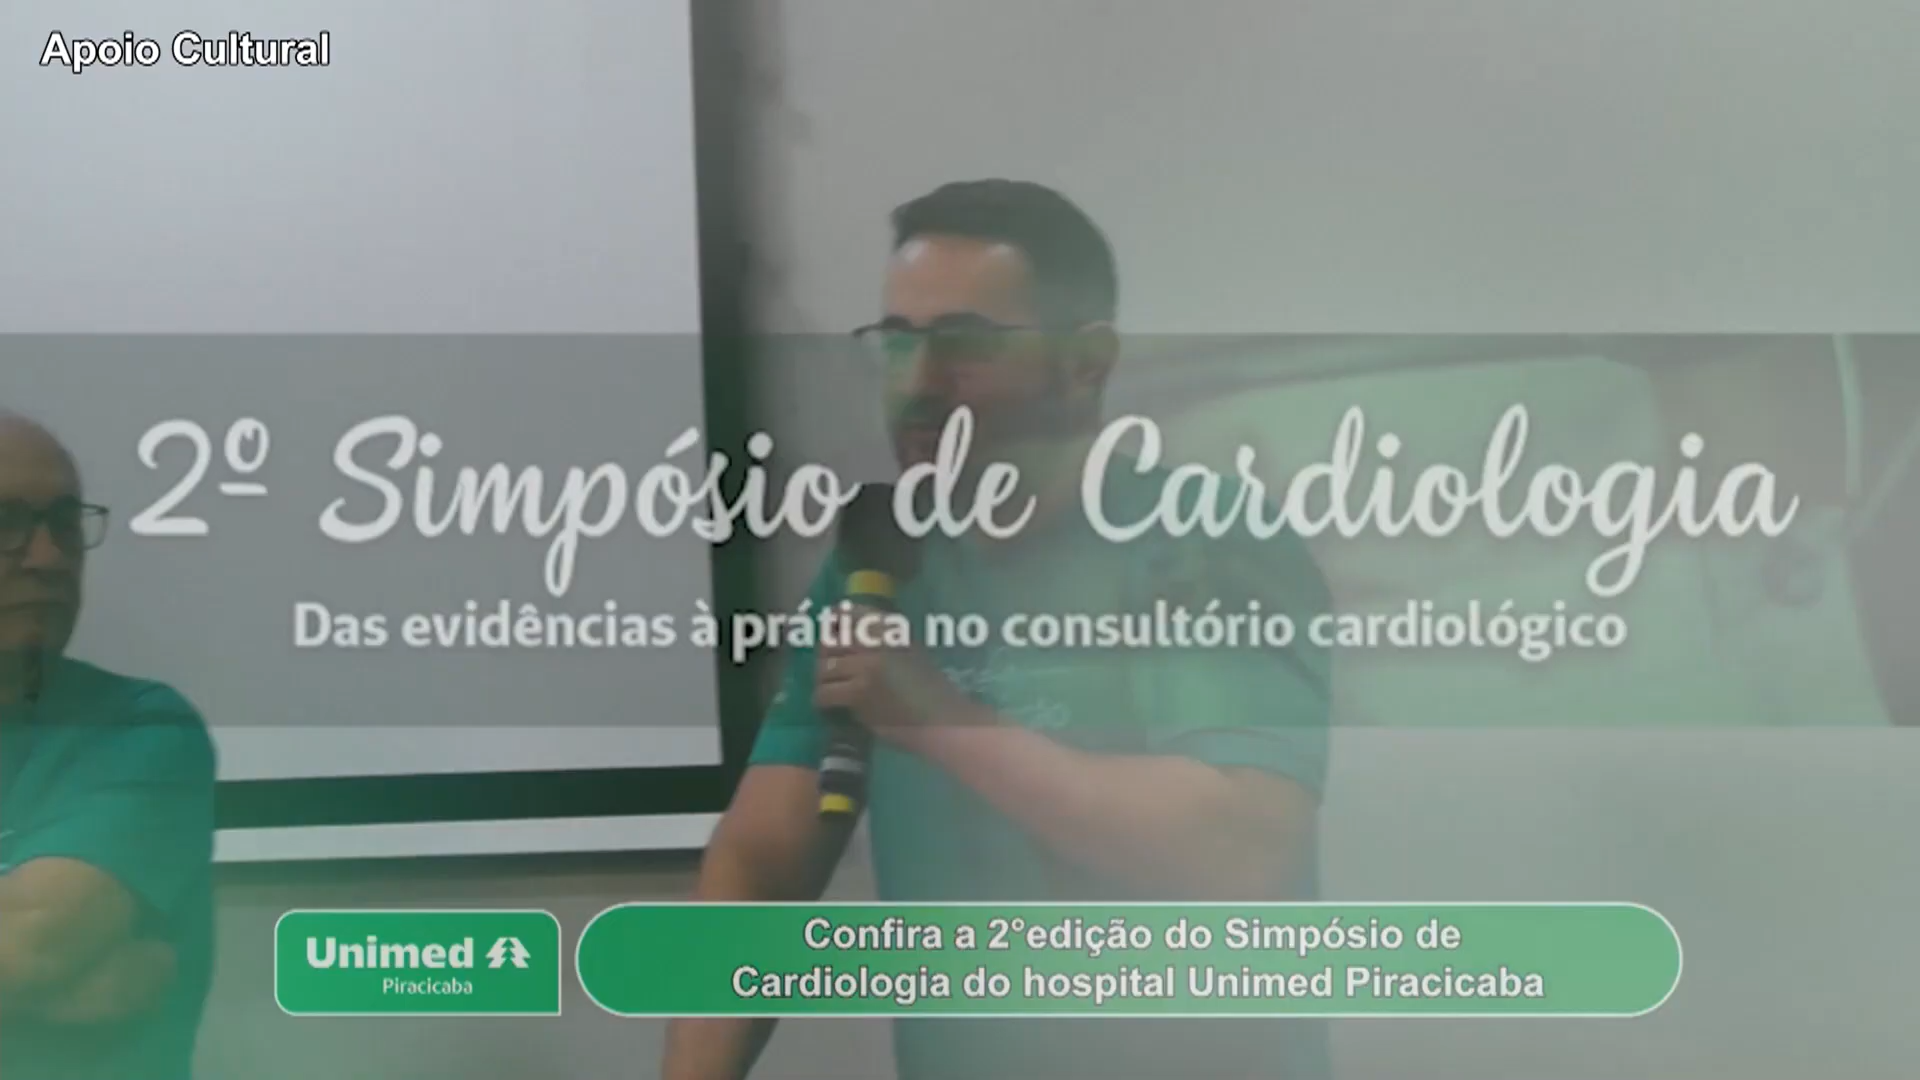 Apoio Cultural
2º Simpósio de Cardiologia
Das evidências à prática no consultório cardiológico
Unimed
Piracicaba
Confira a 2°edição do Simpósio de
Cardiologia do hospital Unimed Piracicaba